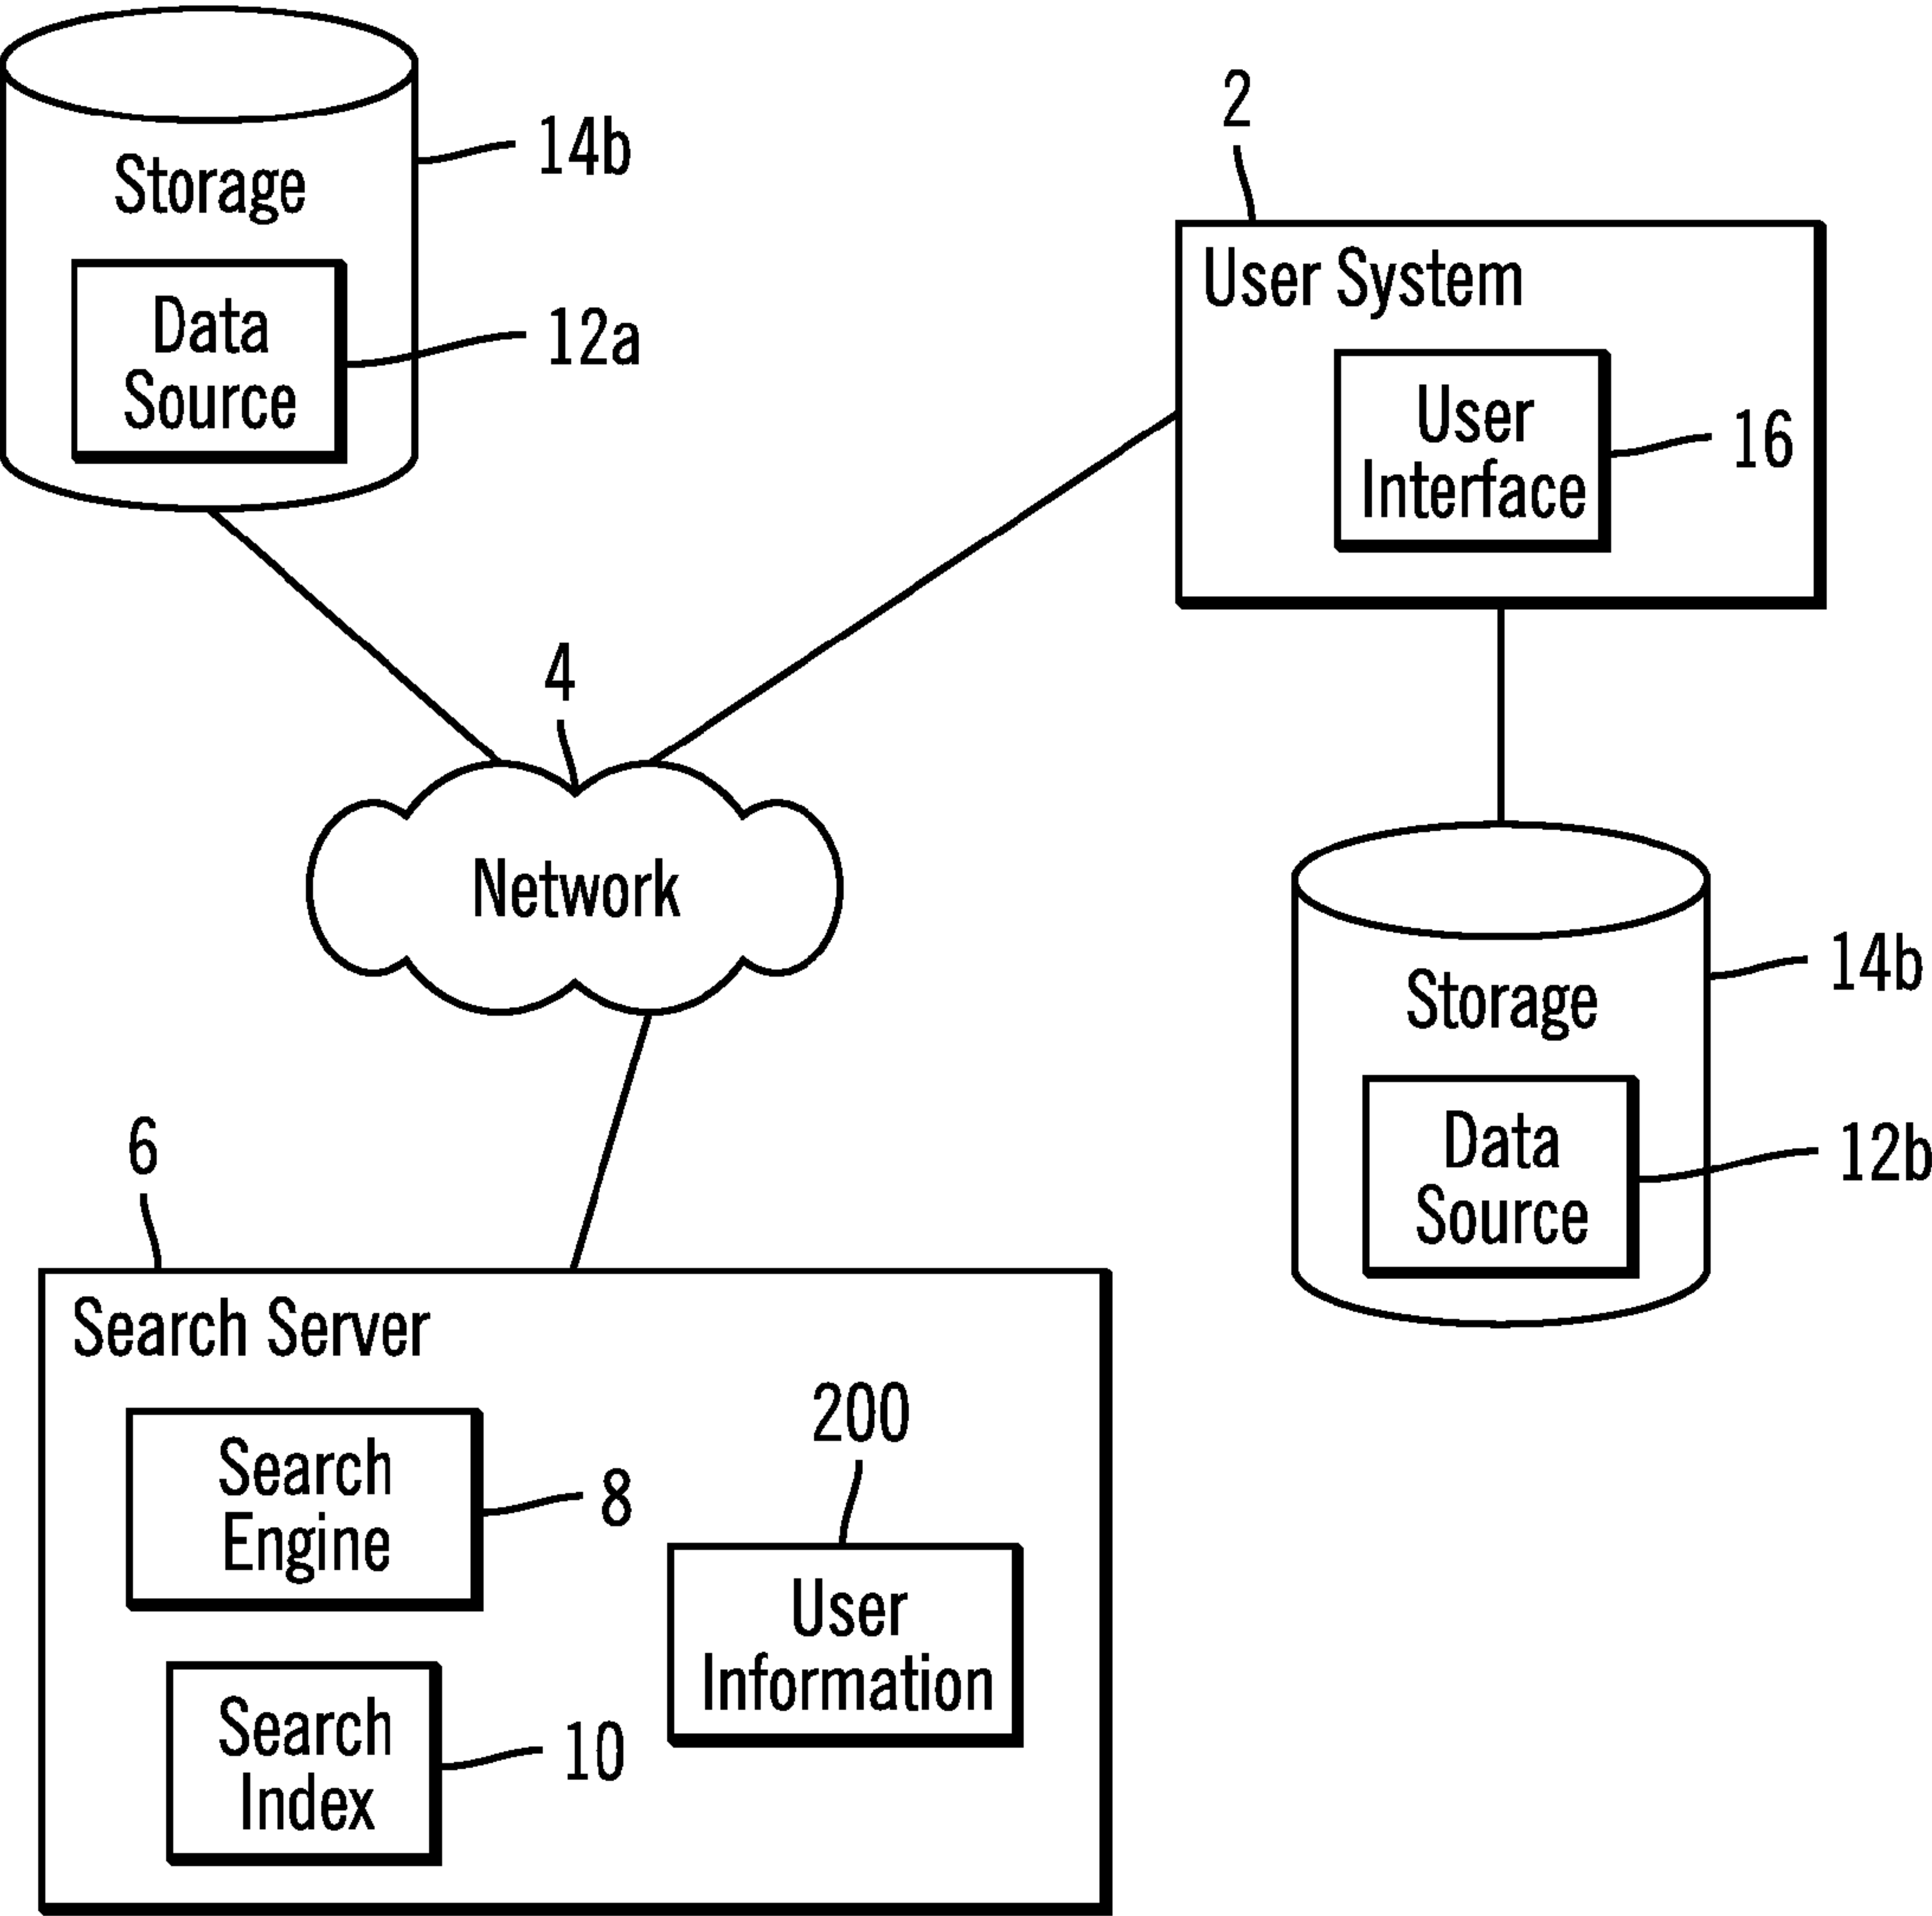 14b
Storage
Data
Source
12a
2
User System
User
Interface
16
4
Network
14b
Storage
Data
Source
12b
6
Search Server
Search
Engine
8
200
User
Information
Search
Index
10